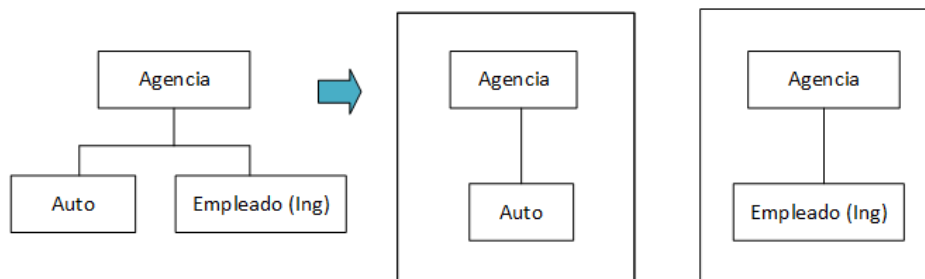 Agencia
Auto
Empleado (Ing)
Agencia
Auto
Agencia
Empleado (Ing)